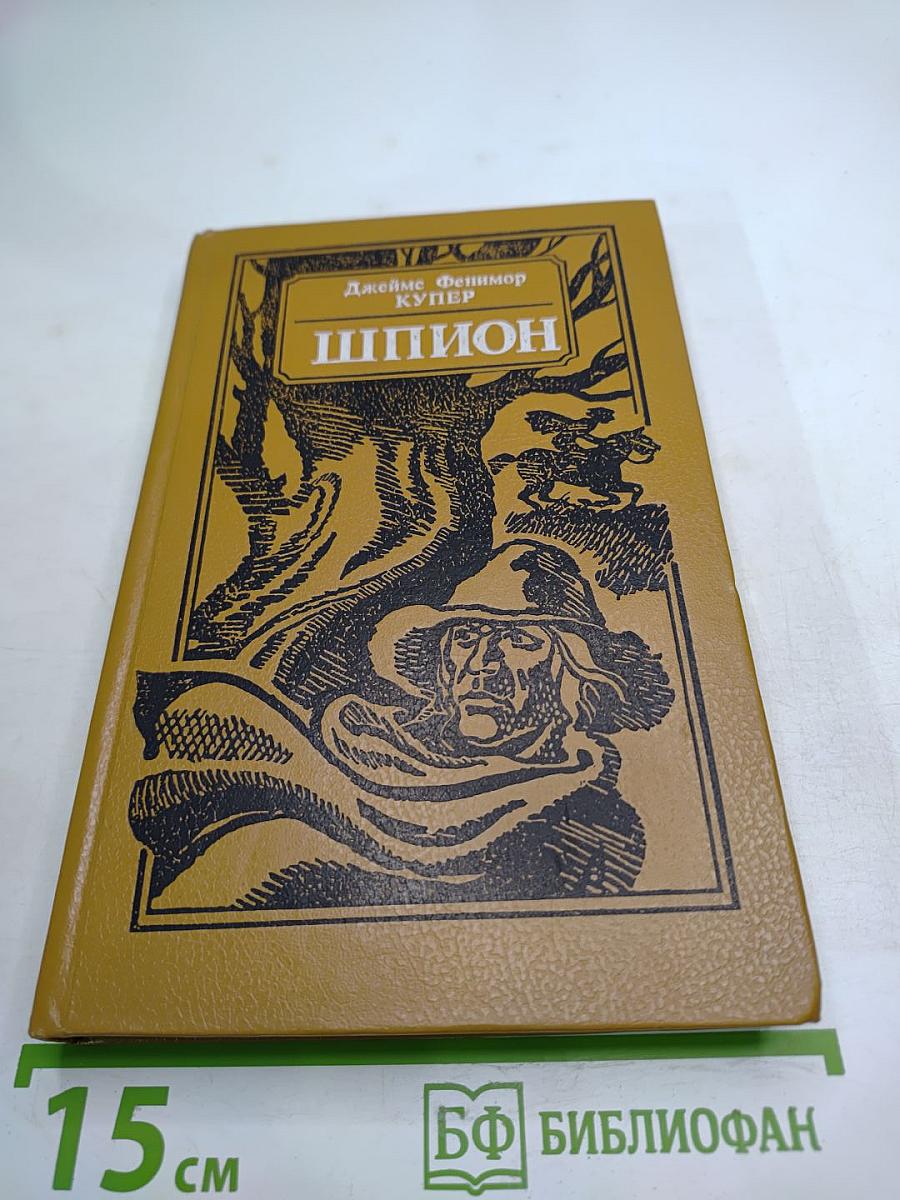 Джеймс Фенимор
КУПЕР
ШПИОН
15 см
БФ БИБЛИОФАН